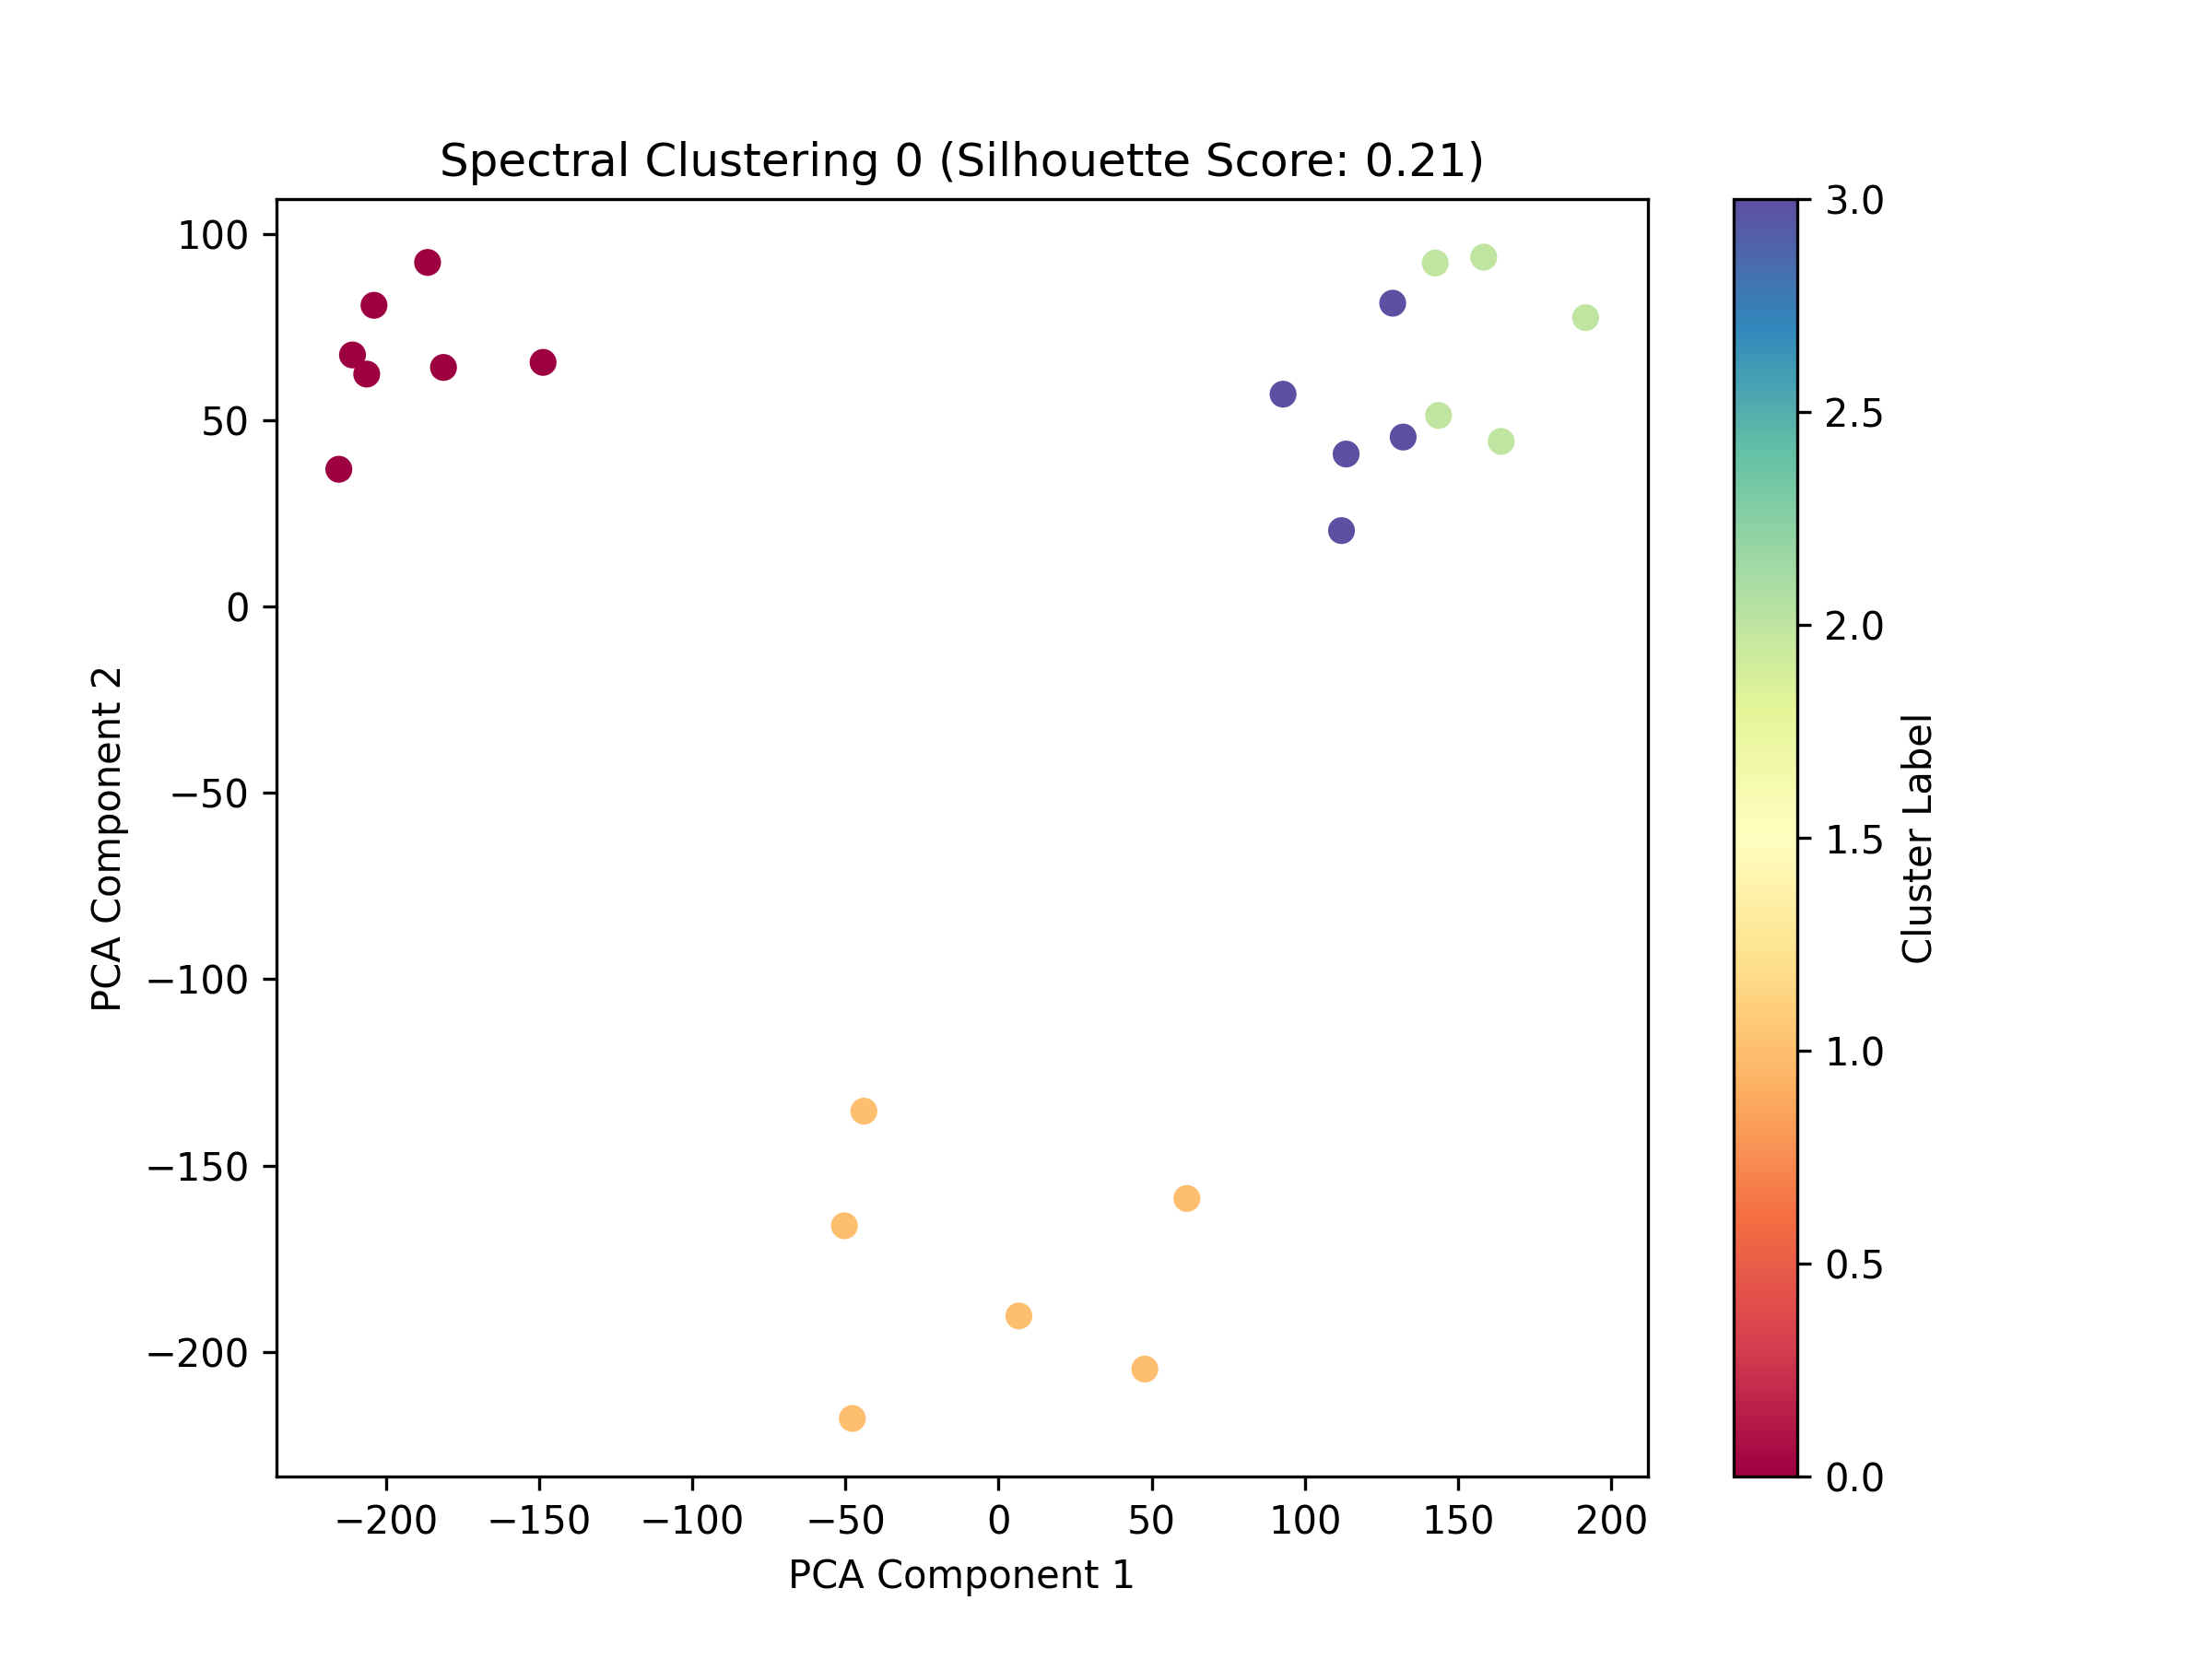 Spectral Clustering 0 (Silhouette Score: 0.21)
100
50
0
−50
−100
−150
−200
PCA Component 2
−200 −150 −100 −50 0 50 100 150 200
PCA Component 1
3.0
2.5
2.0
1.5
1.0
0.5
0.0
Cluster Label